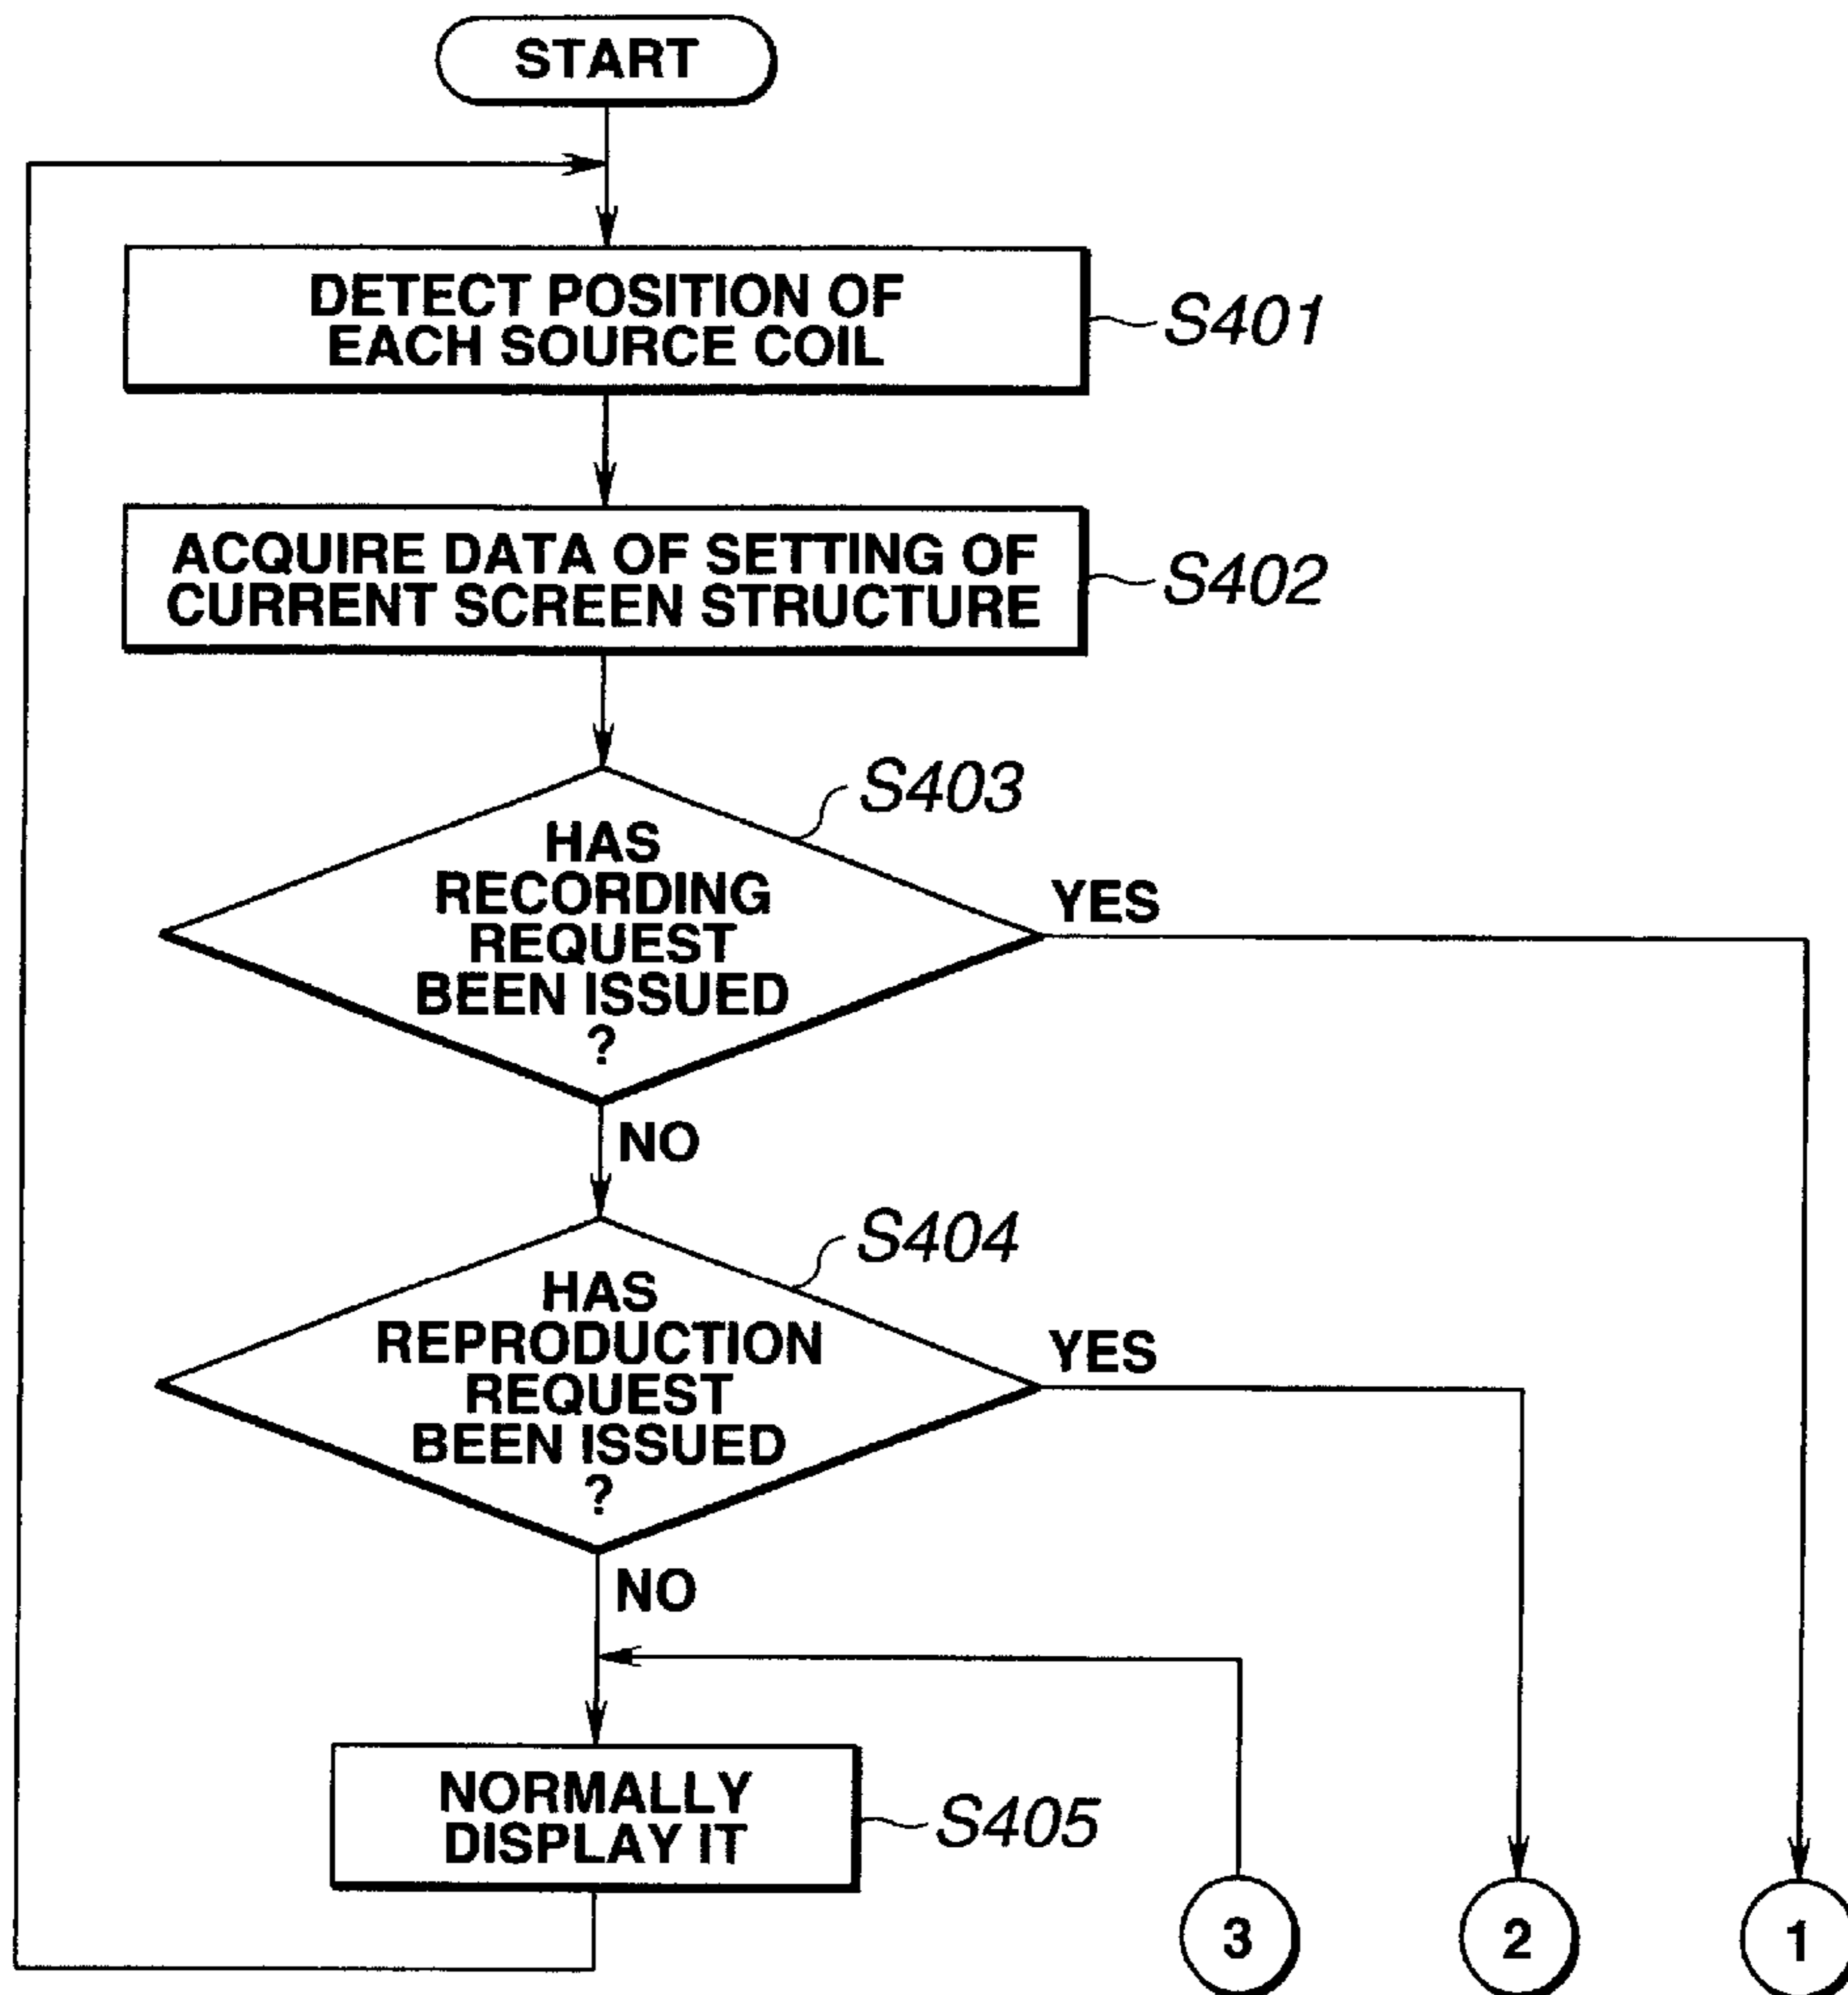 START
DETECT POSITION OF
EACH SOURCE COIL
S401
ACQUIRE DATA OF SETTING OF
CURRENT SCREEN STRUCTURE
S402
S403
HAS
RECORDING
REQUEST
BEEN ISSUED
?
YES
NO
S404
HAS
REPRODUCTION
REQUEST
BEEN ISSUED
?
YES
NO
NORMALLY
DISPLAY IT
S405
3
2
1